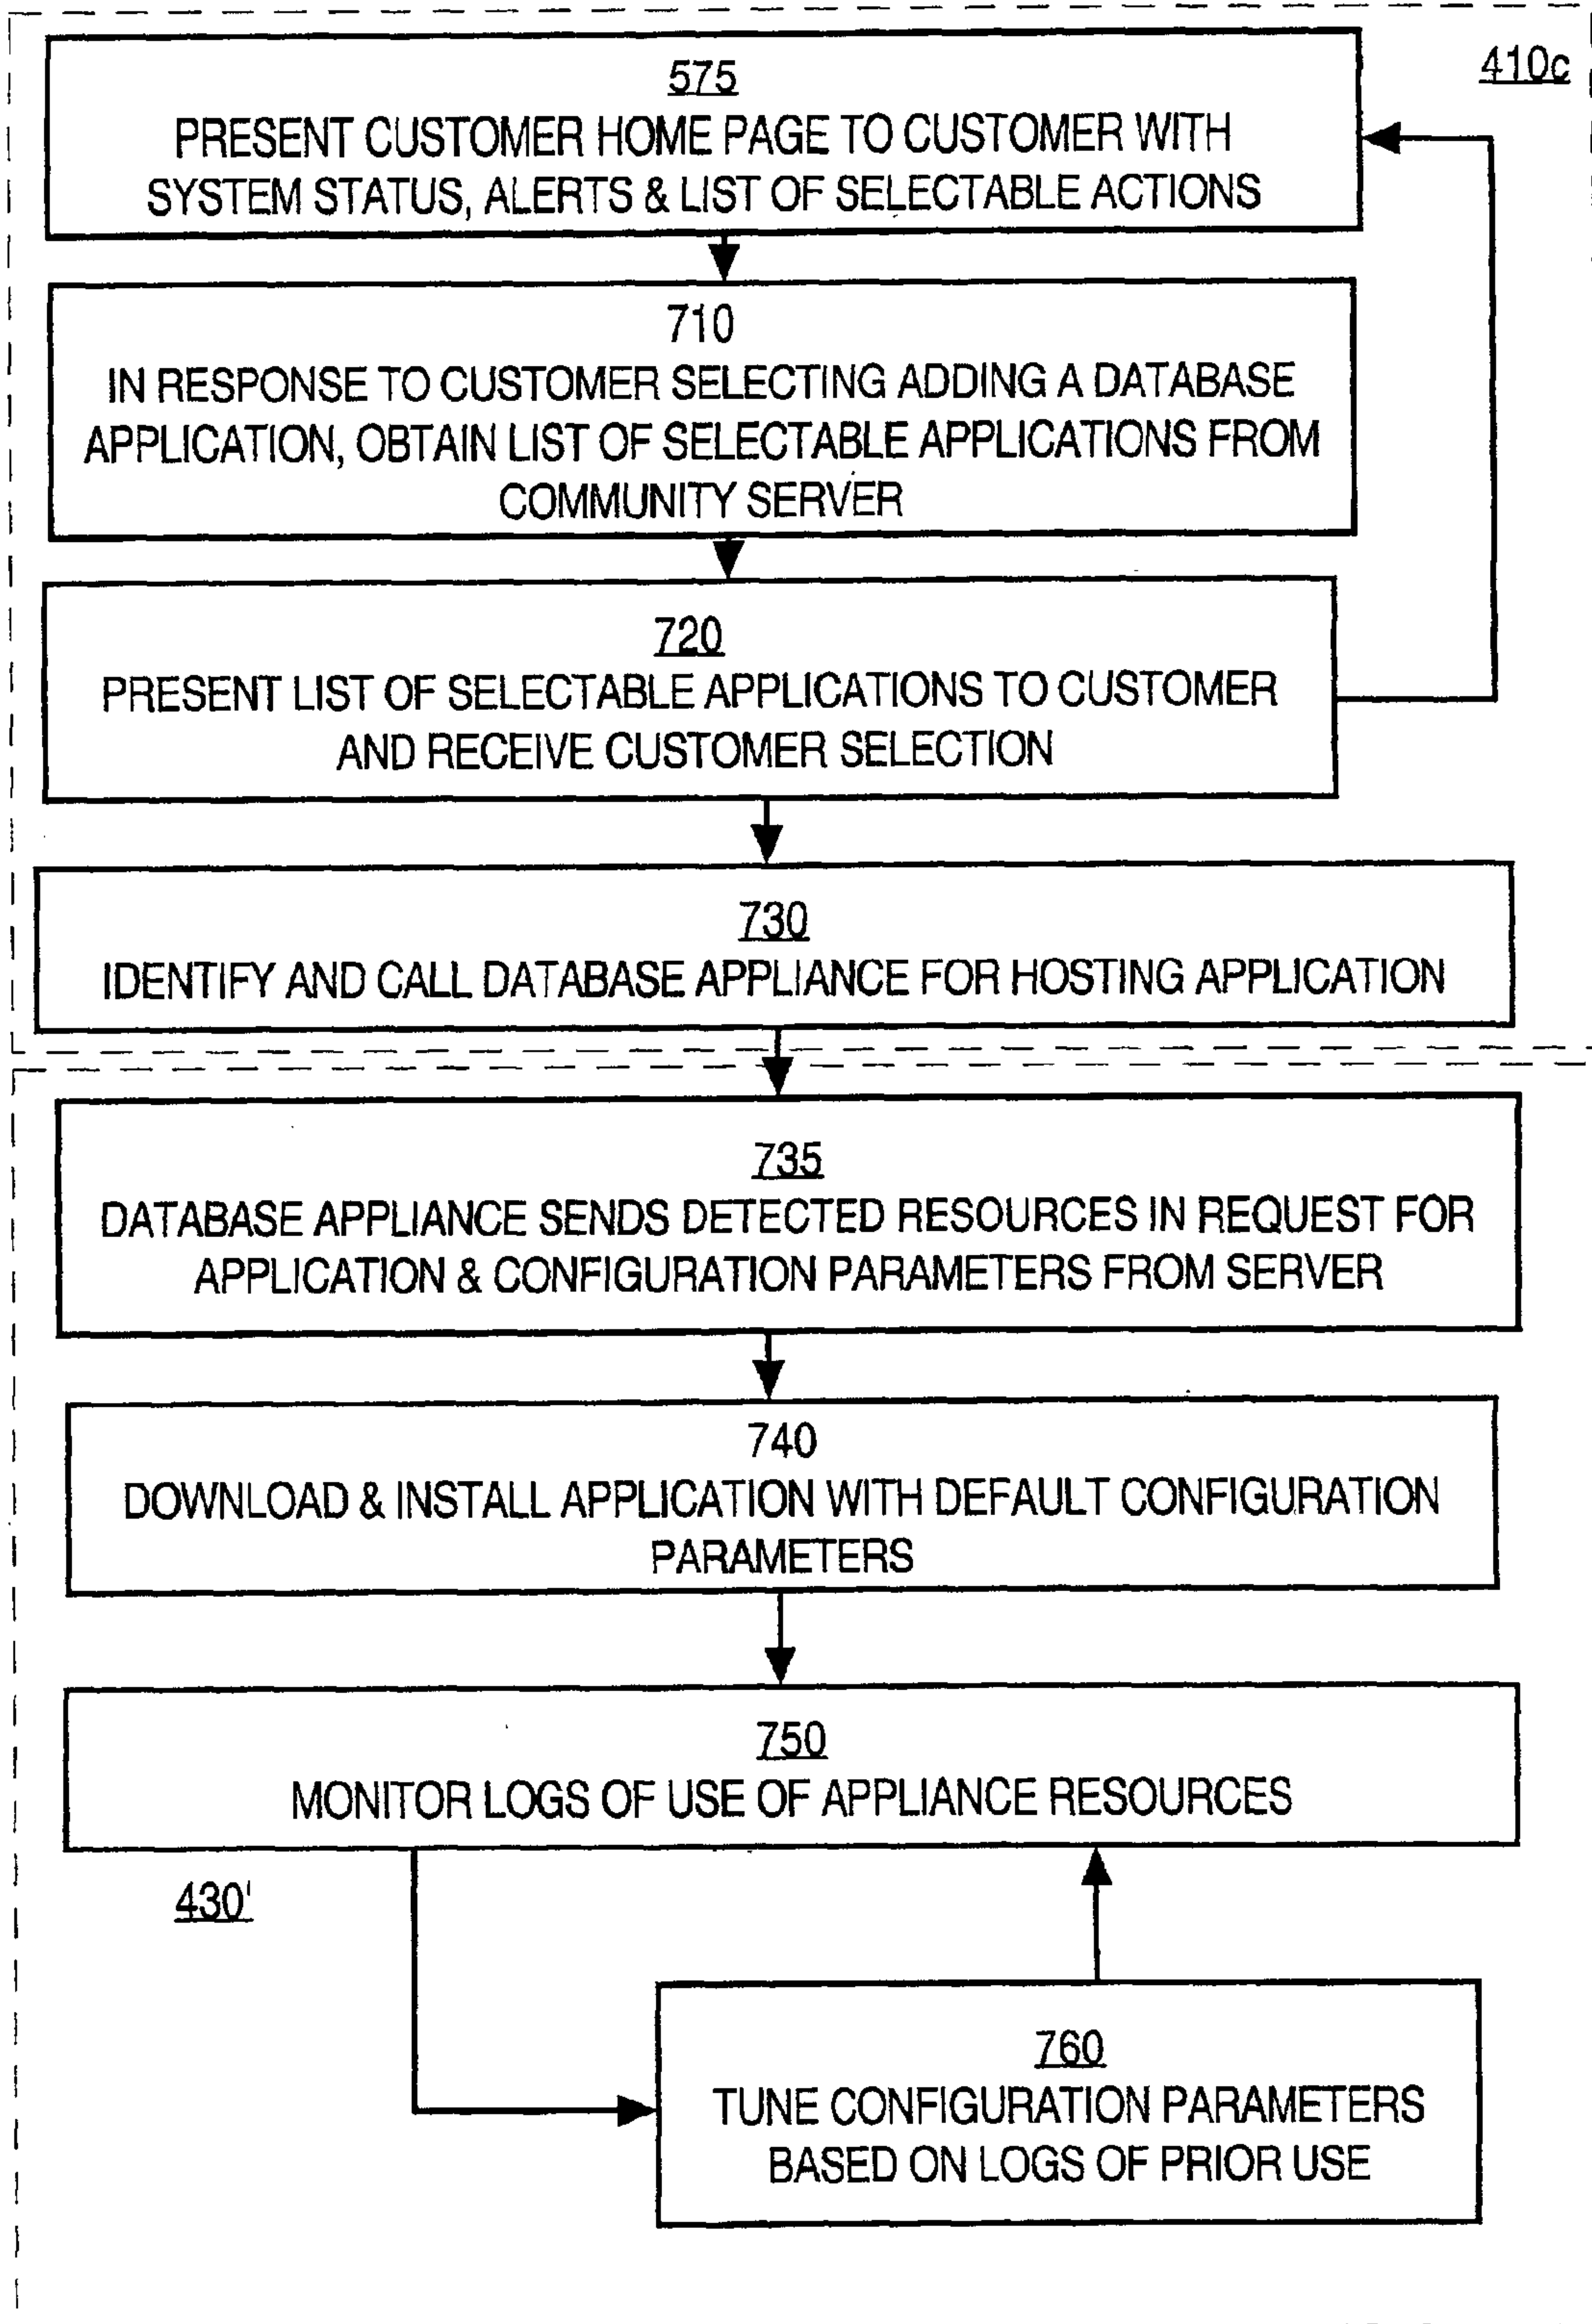 410c
575
PRESENT CUSTOMER HOME PAGE TO CUSTOMER WITH
SYSTEM STATUS, ALERTS & LIST OF SELECTABLE ACTIONS
710
IN RESPONSE TO CUSTOMER SELECTING ADDING A DATABASE
APPLICATION, OBTAIN LIST OF SELECTABLE APPLICATIONS FROM
COMMUNITY SERVER
720
PRESENT LIST OF SELECTABLE APPLICATIONS TO CUSTOMER
AND RECEIVE CUSTOMER SELECTION
730
IDENTIFY AND CALL DATABASE APPLIANCE FOR HOSTING APPLICATION
735
DATABASE APPLIANCE SENDS DETECTED RESOURCES IN REQUEST FOR
APPLICATION & CONFIGURATION PARAMETERS FROM SERVER
740
DOWNLOAD & INSTALL APPLICATION WITH DEFAULT CONFIGURATION
PARAMETERS
750
MONITOR LOGS OF USE OF APPLIANCE RESOURCES
430'
760
TUNE CONFIGURATION PARAMETERS
BASED ON LOGS OF PRIOR USE